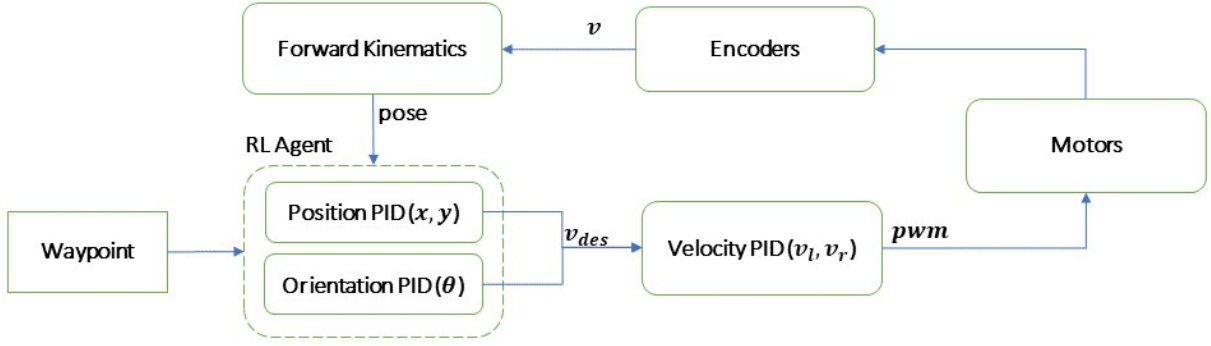 Forward Kinematics
v
Encoders
pose
RL Agent
Motors
Position PID(x, y)
Waypoint
v_des
Velocity PID(v_l, v_r)
pwm
Orientation PID(θ)